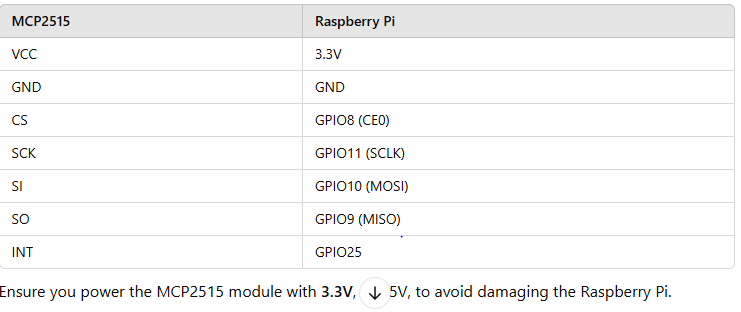 MCP2515 Raspberry Pi
VCC 3.3V
GND GND
CS GPIO8 (CE0)
SCK GPIO11 (SCLK)
SI GPIO10 (MOSI)
SO GPIO9 (MISO)
INT GPIO25
Ensure you power the MCP2515 module with 3.3V, 5V, to avoid damaging the Raspberry Pi.